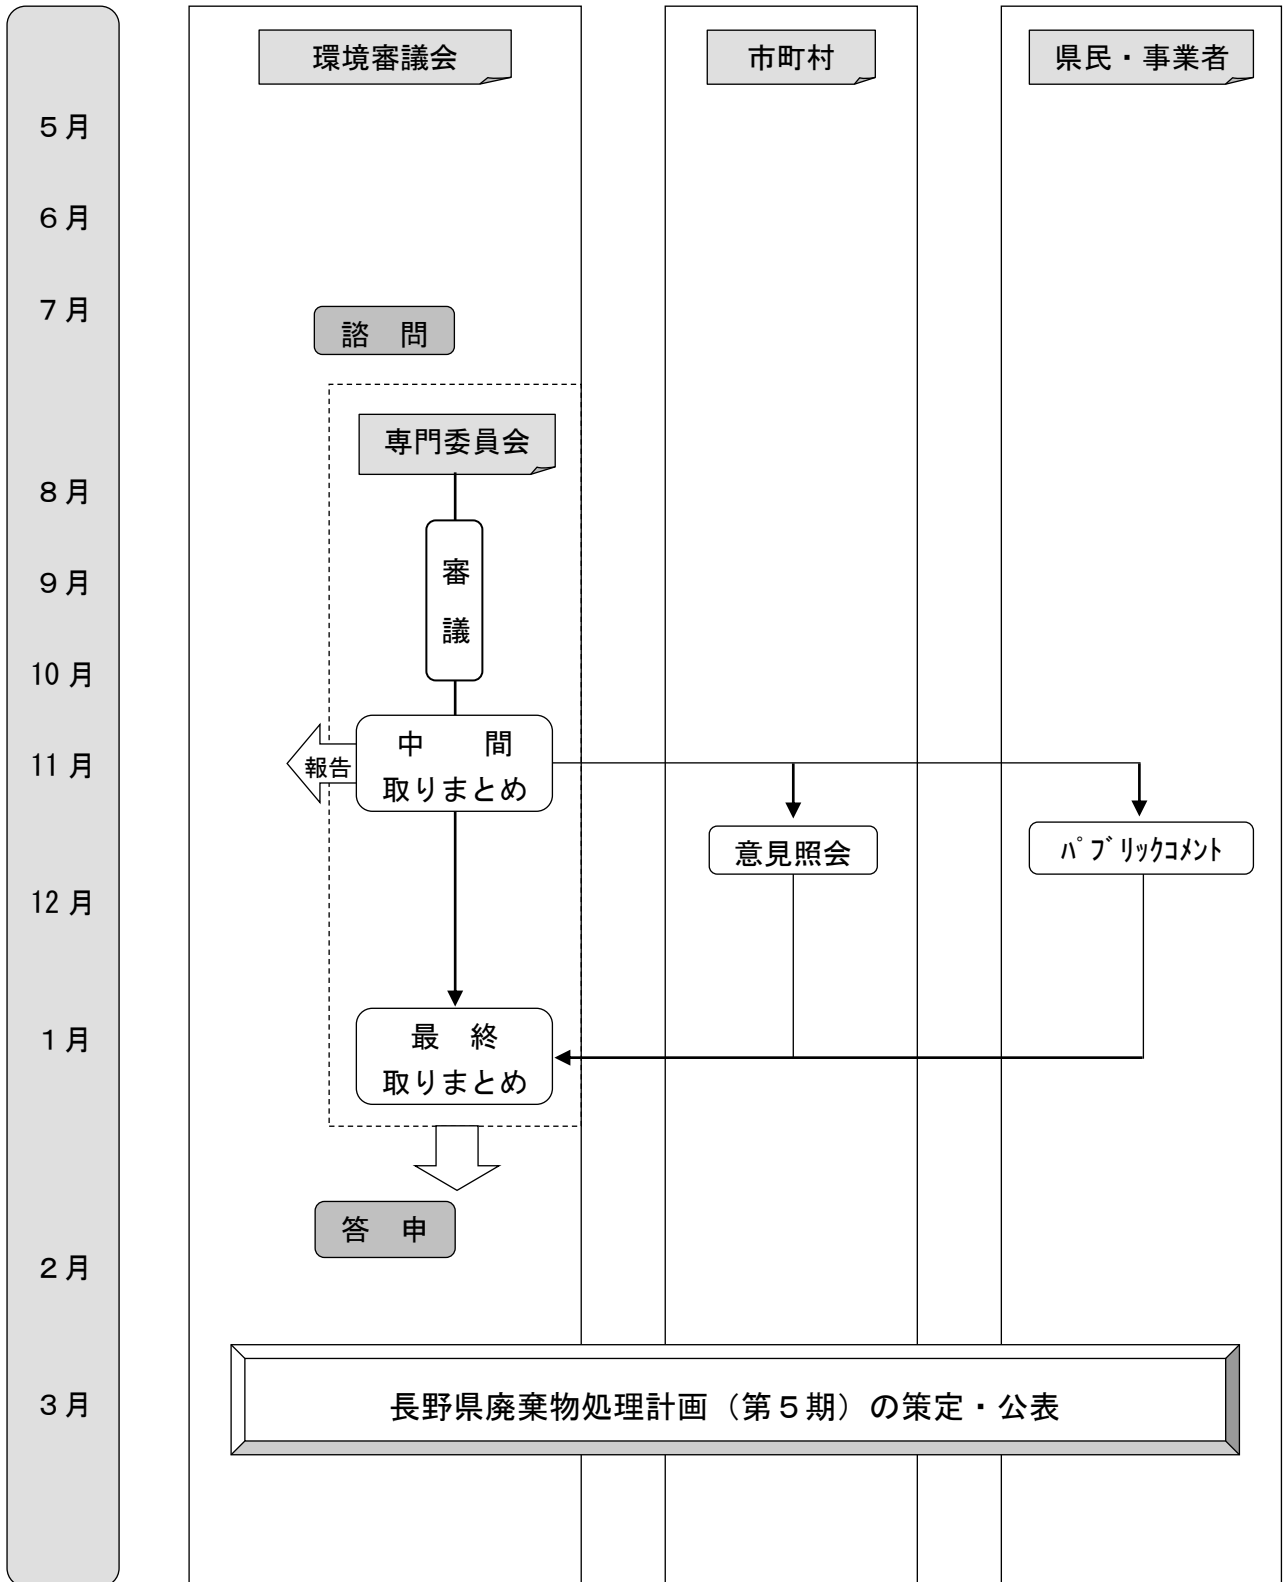 環境審議会
市町村
県民・事業者
５月
６月
７月
諮　問
専門委員会
８月
審
議
９月
10月
中　　間
取りまとめ
報告
11月
意見照会
ﾊﾟﾌﾞﾘｯｸｺﾒﾝﾄ
12月
最　終
取りまとめ
１月
答　申
２月
３月
長野県廃棄物処理計画（第５期）の策定・公表